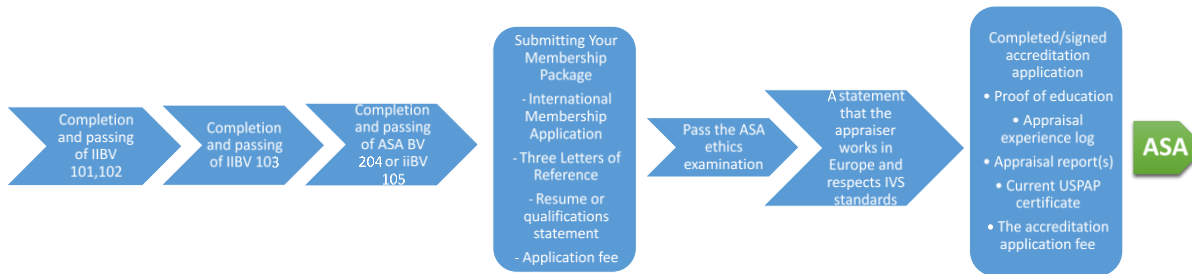 Completion
and passing
of IIBV
101,102
Completion
and passing
of IIBV 103
Completion
and passing
of ASA BV
204 or iiBV
105
Submitting Your
Membership
Package
- International
Membership
Application
- Three Letters of
Reference
- Resume or
qualifications
statement
- Application fee
Pass the ASA
ethics
examination
A statement
that the
appraiser
works in
Europe and
respects IVS
standards
Completed/signed
accreditation
application
• Proof of education
• Appraisal
experience log
• Appraisal report(s)
• Current USPAP
certificate
• The accreditation
application fee
ASA